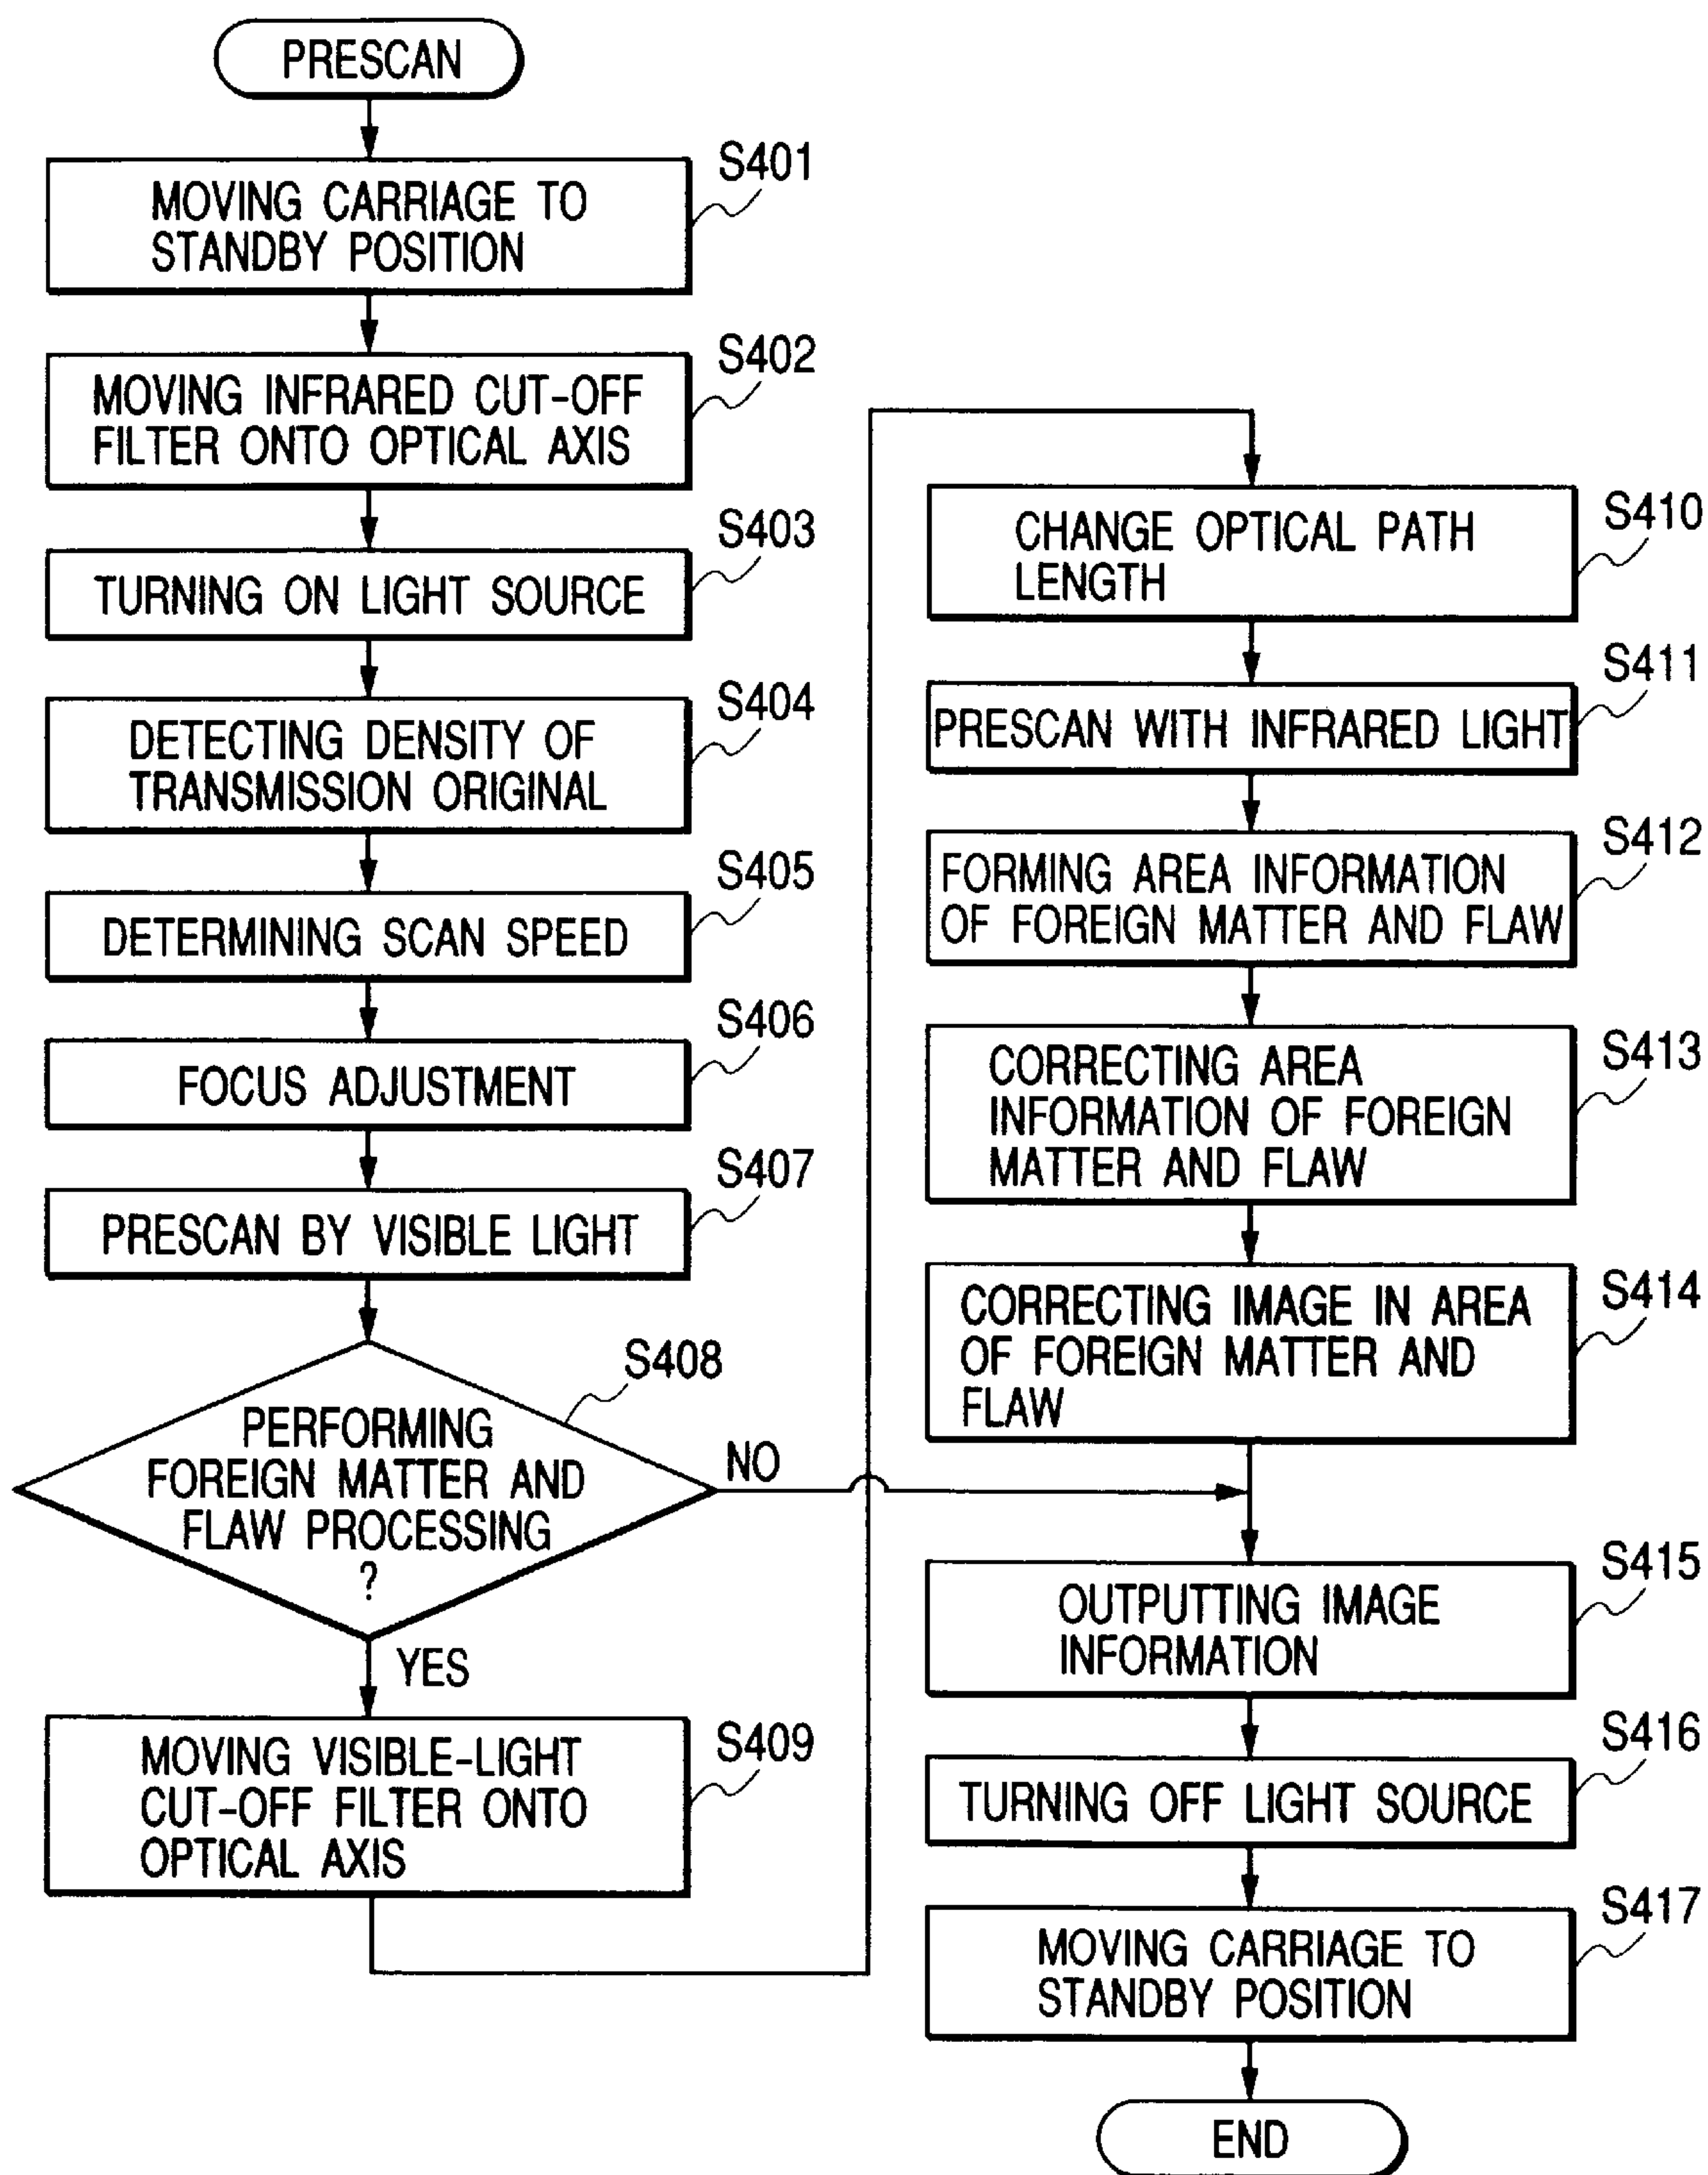 PRESCAN
S401
MOVING CARRIAGE TO
STANDBY POSITION
S402
MOVING INFRARED CUT-OFF
FILTER ONTO OPTICAL AXIS
S403
TURNING ON LIGHT SOURCE
S404
DETECTING DENSITY OF
TRANSMISSION ORIGINAL
S405
DETERMINING SCAN SPEED
S406
FOCUS ADJUSTMENT
S407
PRESCAN BY VISIBLE LIGHT
S408
PERFORMING
FOREIGN MATTER AND
FLAW PROCESSING
?
NO
YES
S409
MOVING VISIBLE-LIGHT
CUT-OFF FILTER ONTO
OPTICAL AXIS
S410
CHANGE OPTICAL PATH
LENGTH
S411
PRESCAN WITH INFRARED LIGHT
S412
FORMING AREA INFORMATION
OF FOREIGN MATTER AND FLAW
S413
CORRECTING AREA
INFORMATION OF FOREIGN
MATTER AND FLAW
S414
CORRECTING IMAGE IN AREA
OF FOREIGN MATTER AND
FLAW
S415
OUTPUTTING IMAGE
INFORMATION
S416
TURNING OFF LIGHT SOURCE
S417
MOVING CARRIAGE TO
STANDBY POSITION
END